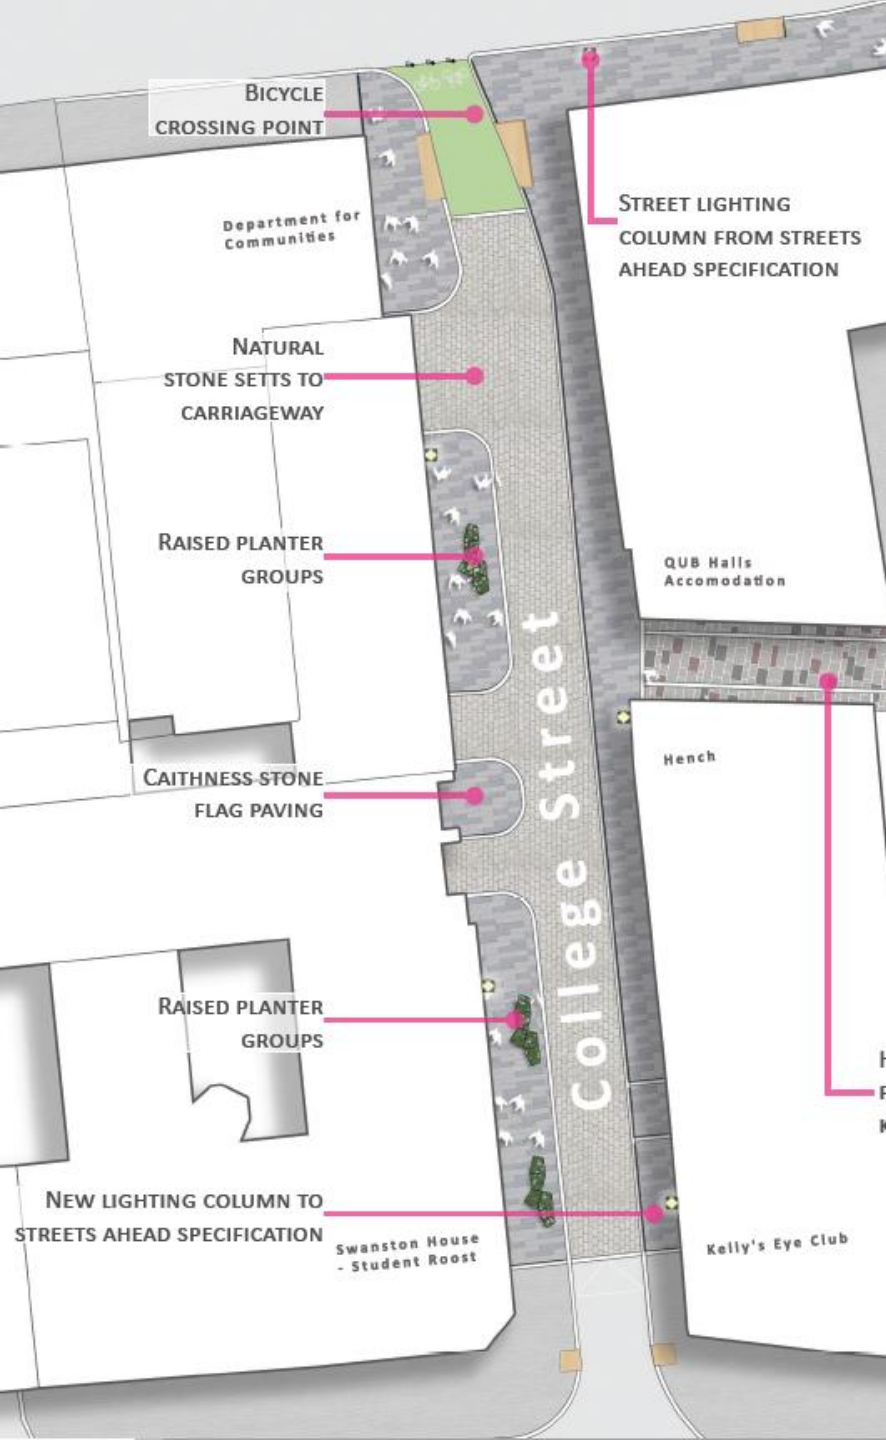 BICYCLE
CROSSING POINT
STREET LIGHTING
COLUMN FROM STREETS
AHEAD SPECIFICATION
Department for
Communities
NATURAL
STONE SETTS TO
CARRIAGEWAY
RAISED PLANTER
GROUPS
QUB Halls
Accomodation
College Street
Hench
CAITHNESS STONE
FLAG PAVING
RAISED PLANTER
GROUPS
NEW LIGHTING COLUMN TO
STREETS AHEAD SPECIFICATION
Swanston House
- Student Roost
Kelly's Eye Club